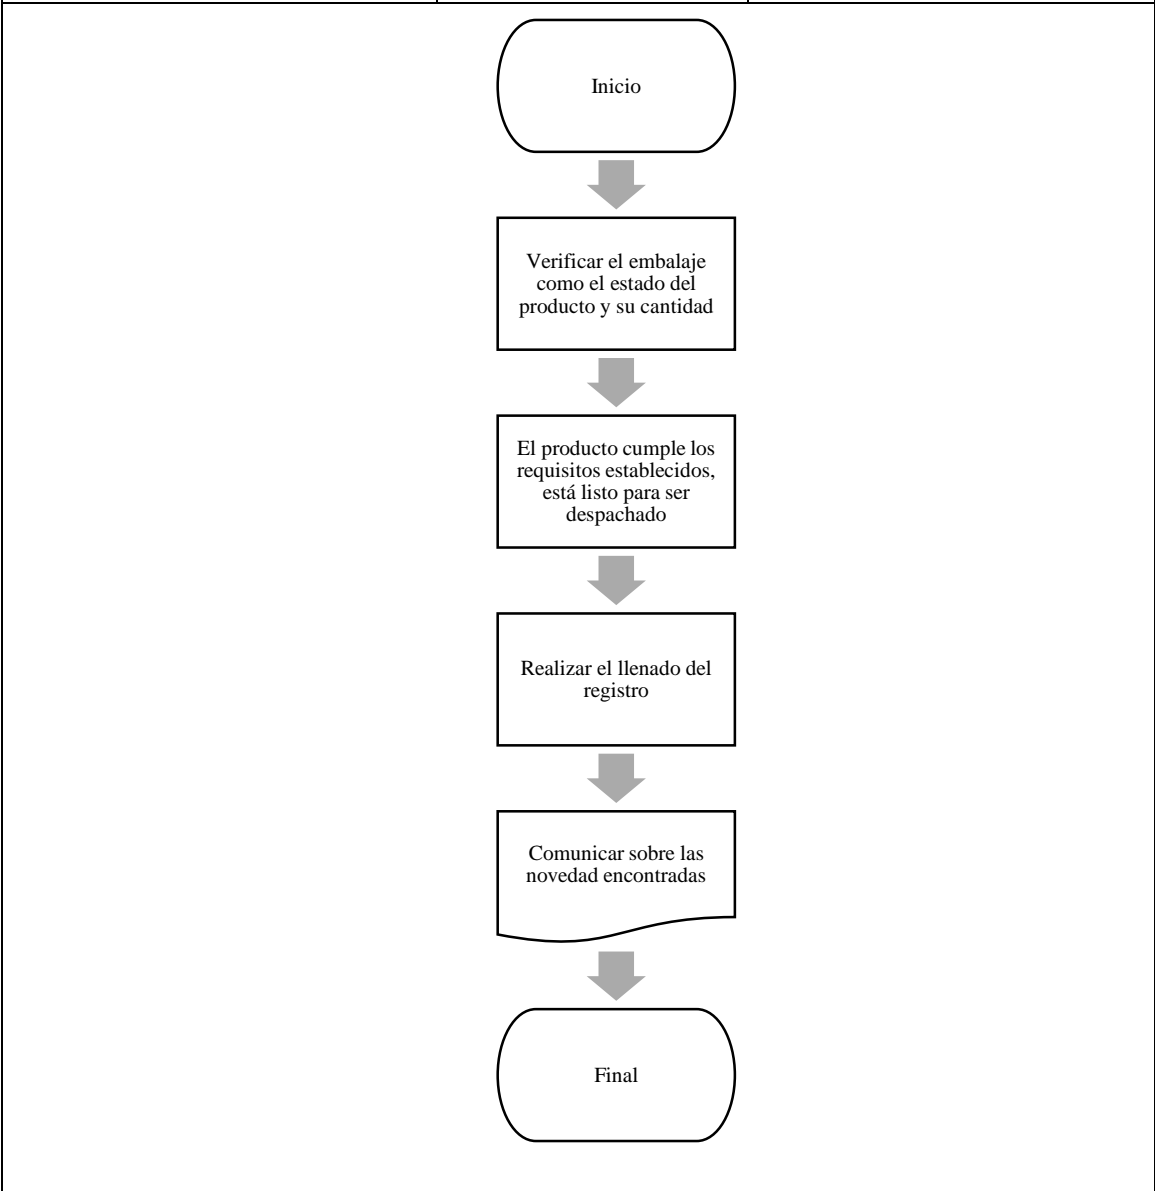 Inicio
Verificar el embalaje
como el estado del
producto y su cantidad
El producto cumple los
requisitos establecidos,
está listo para ser
despachado
Realizar el llenado del
registro
Comunicar sobre las
novedad encontradas
Final